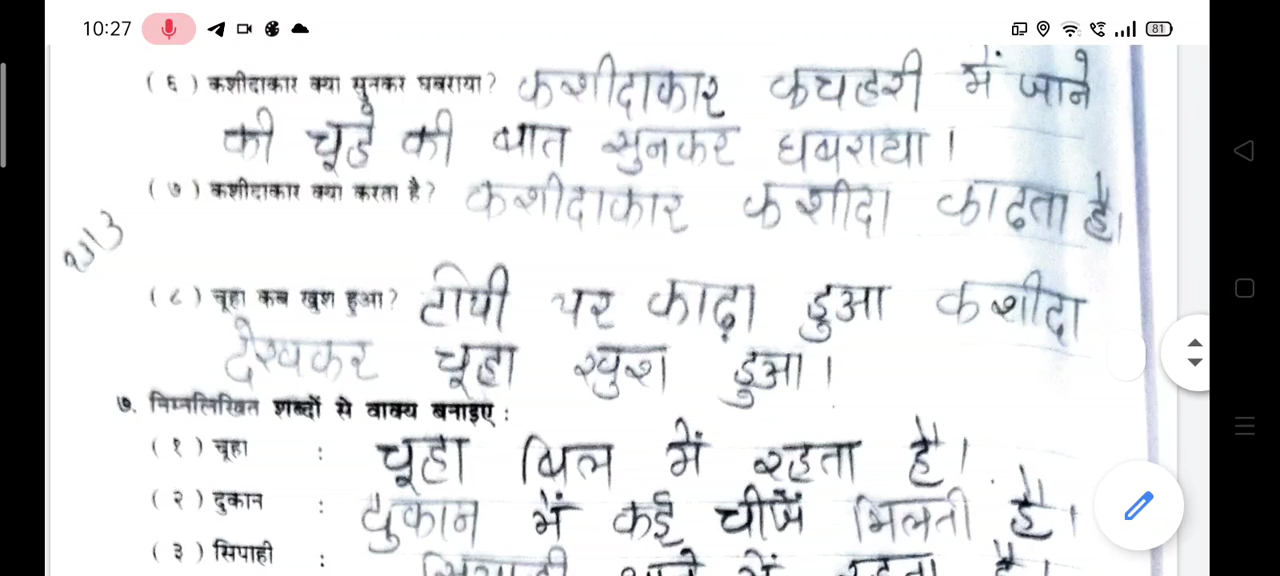 10:27 81
(६) कशीदाकार क्या सुनकर घबराया? कशीदाकार कचहरी में जाने
की चूहे की बात सुनकर घबराया।
(७) कशीदाकार क्या करता है? कशीदाकार कशीदा काढता है।
(८) चूहा कब खुश हुआ? टोपी पर काढ़ा हुआ कशीदा
देखकर चूहा खुश हुआ।
७. निम्नलिखित शब्दों से वाक्य बनाइए :
(१) चूहा : चूहा बिल में रहता है।
(२) दुकान : दुकान में कई चीजें मिलती है।
(३) सिपाही :